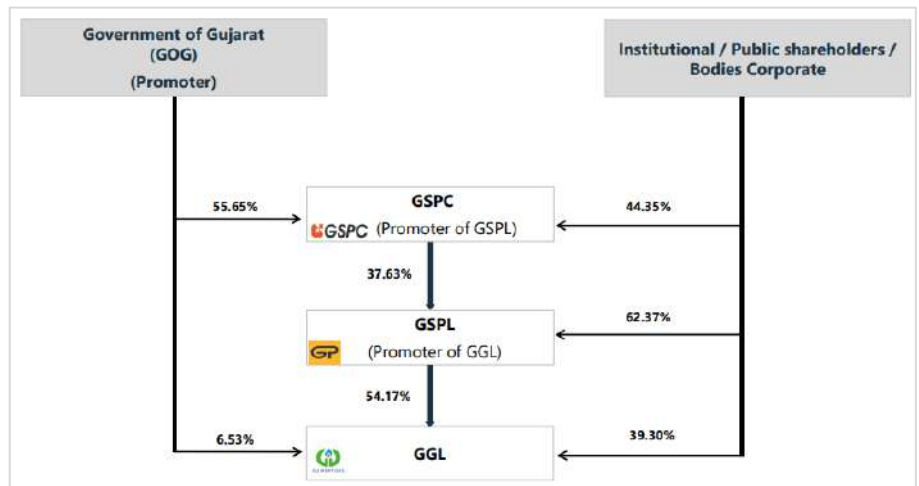 Government of Gujarat
(GOG)
(Promoter)
Institutional / Public shareholders /
Bodies Corporate
55.65%
GSPC
GSPC (Promoter of GSPL)
44.35%
37.63%
GSPL
GP (Promoter of GGL)
62.37%
54.17%
6.53%
GGL
39.30%